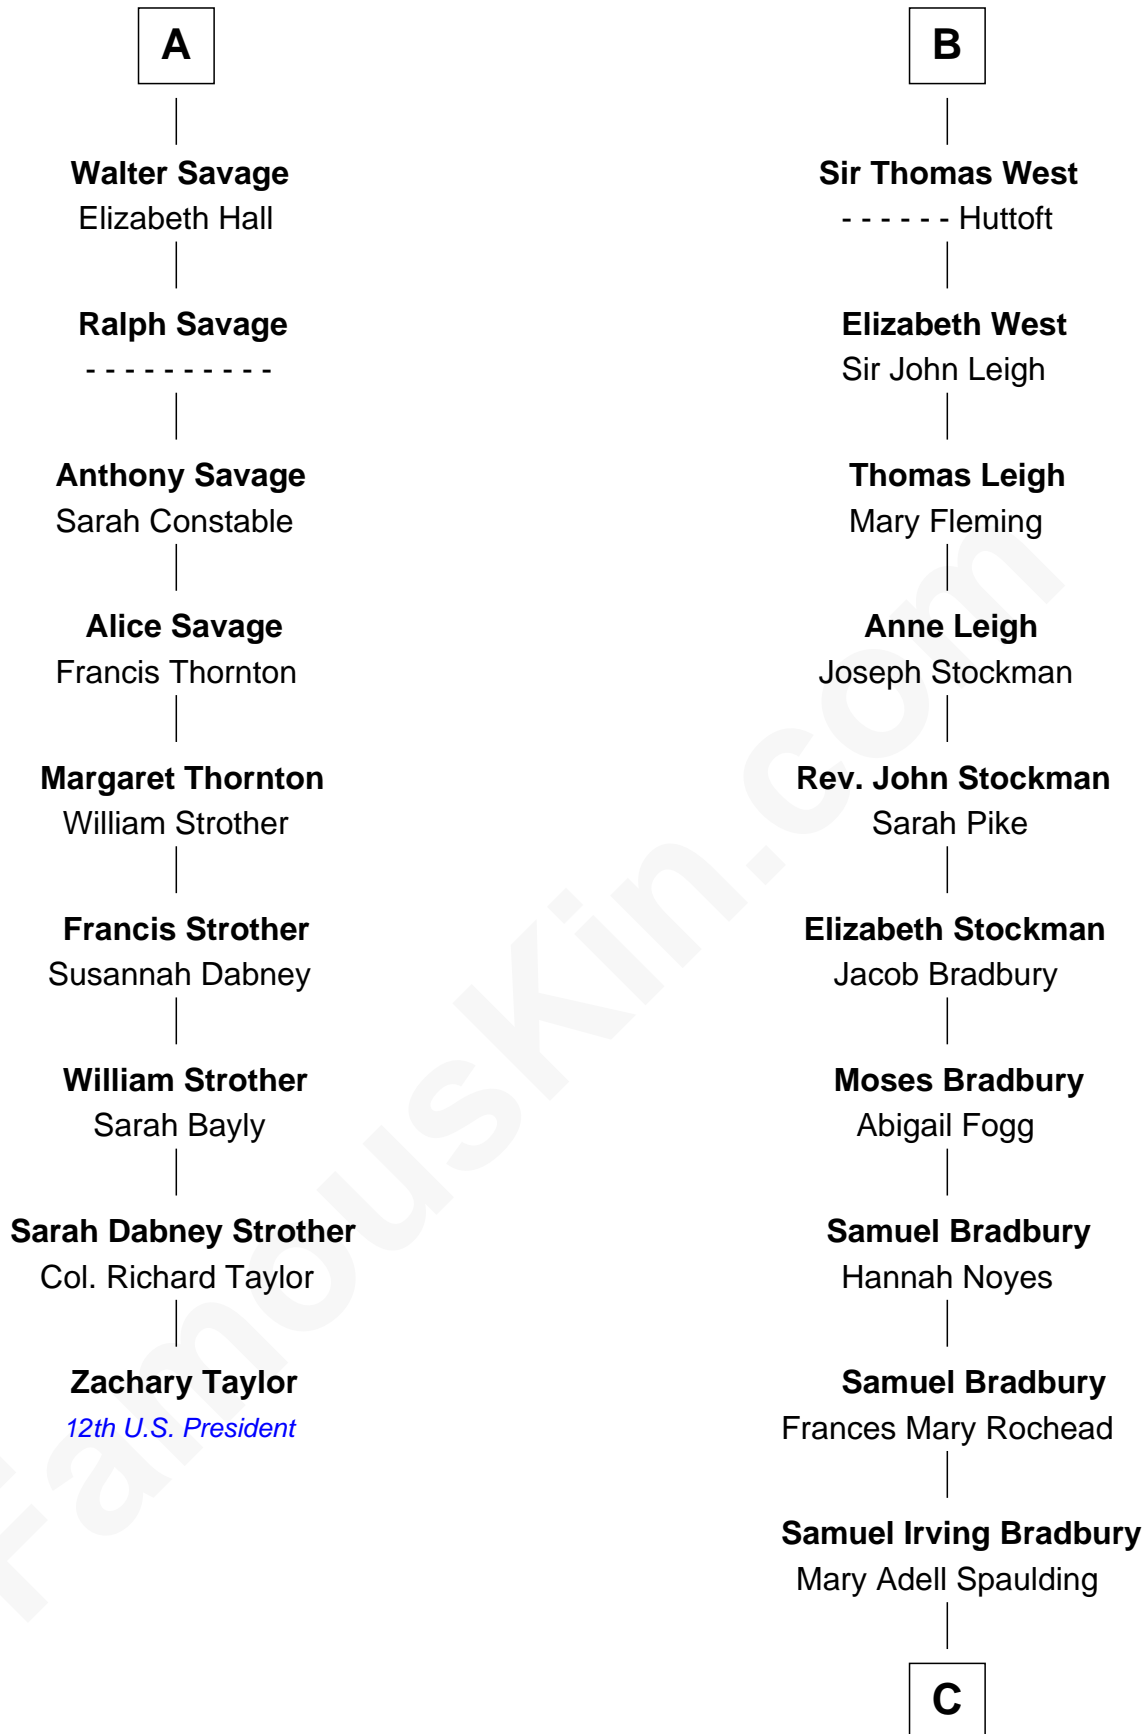 A
Walter Savage
Elizabeth Hall
Ralph Savage
- - - - - - - - - -
Anthony Savage
Sarah Constable
Alice Savage
Francis Thornton
Margaret Thornton
William Strother
Francis Strother
Susannah Dabney
William Strother
Sarah Bayly
Sarah Dabney Strother
Col. Richard Taylor
Zachary Taylor
12th U.S. President
B
Sir Thomas West
- - - - - - Huttoft
Elizabeth West
Sir John Leigh
Thomas Leigh
Mary Fleming
Anne Leigh
Joseph Stockman
Rev. John Stockman
Sarah Pike
Elizabeth Stockman
Jacob Bradbury
Moses Bradbury
Abigail Fogg
Samuel Bradbury
Hannah Noyes
Samuel Bradbury
Frances Mary Rochead
Samuel Irving Bradbury
Mary Adell Spaulding
C
FamousKin.com